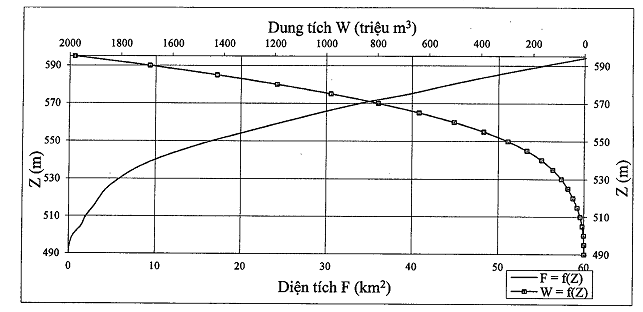 Dung tích W (triệu m³)
2000 1800 1600 1400 1200 1000 800 600 400 200 0
590 590
570 570
Z (m) 550 550 Z (m)
530 530
510 510
490 490
0 10 20 30 40 50 60
Diện tích F (km²)
F = f(Z)
W = f(Z)